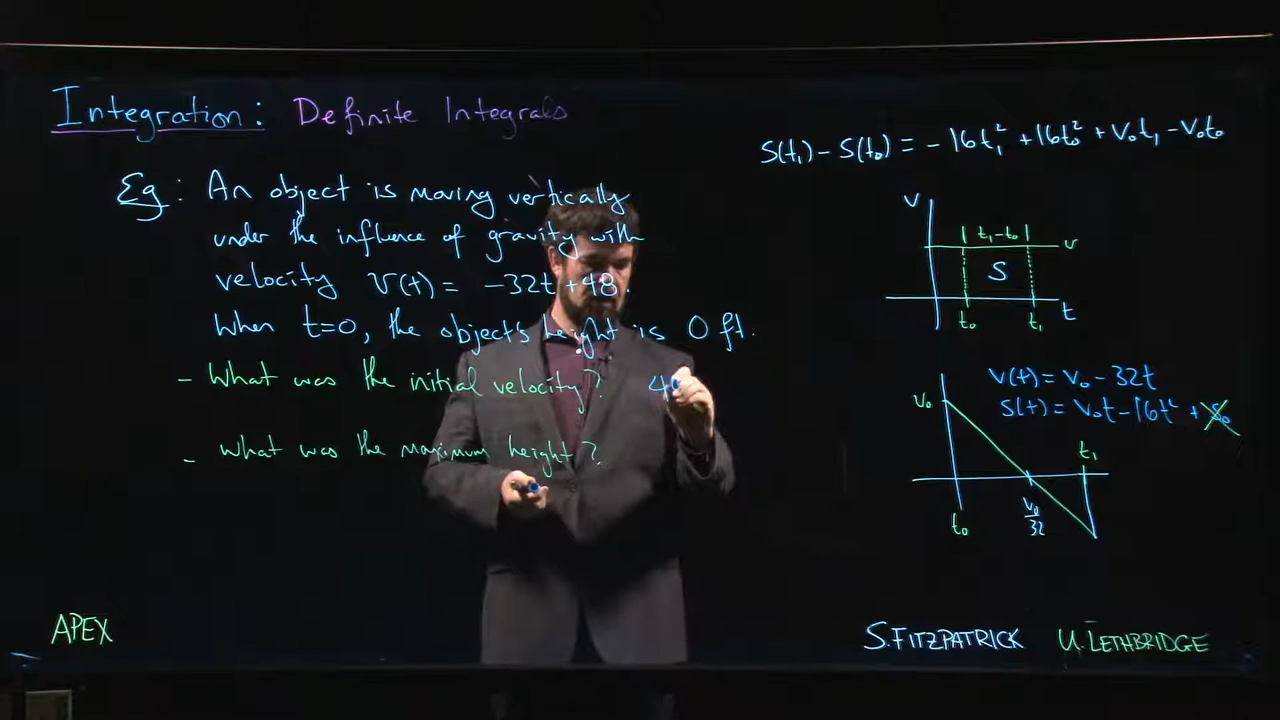 Integration: Definite Integrals
S(t₁) - S(t₀) = -16t₁² + 16t₀² + V₀t₁ - V₀t₀
Eg: An object is moving vertically
under the influence of gravity with
velocity V(t) = -32t + 48.
When t=0, the object's height is 0 ft.
- What was the initial velocity?
- What was the maximum height?
V
| t₁-t₀ |
V
S
t₀ t₁ t
V(t) = V₀ - 32t
S(t) = V₀t - 16t² + S₀
V₀
t₁
t₀
V₀/32
APEX
S. FITZPATRICK U. LETHBRIDGE